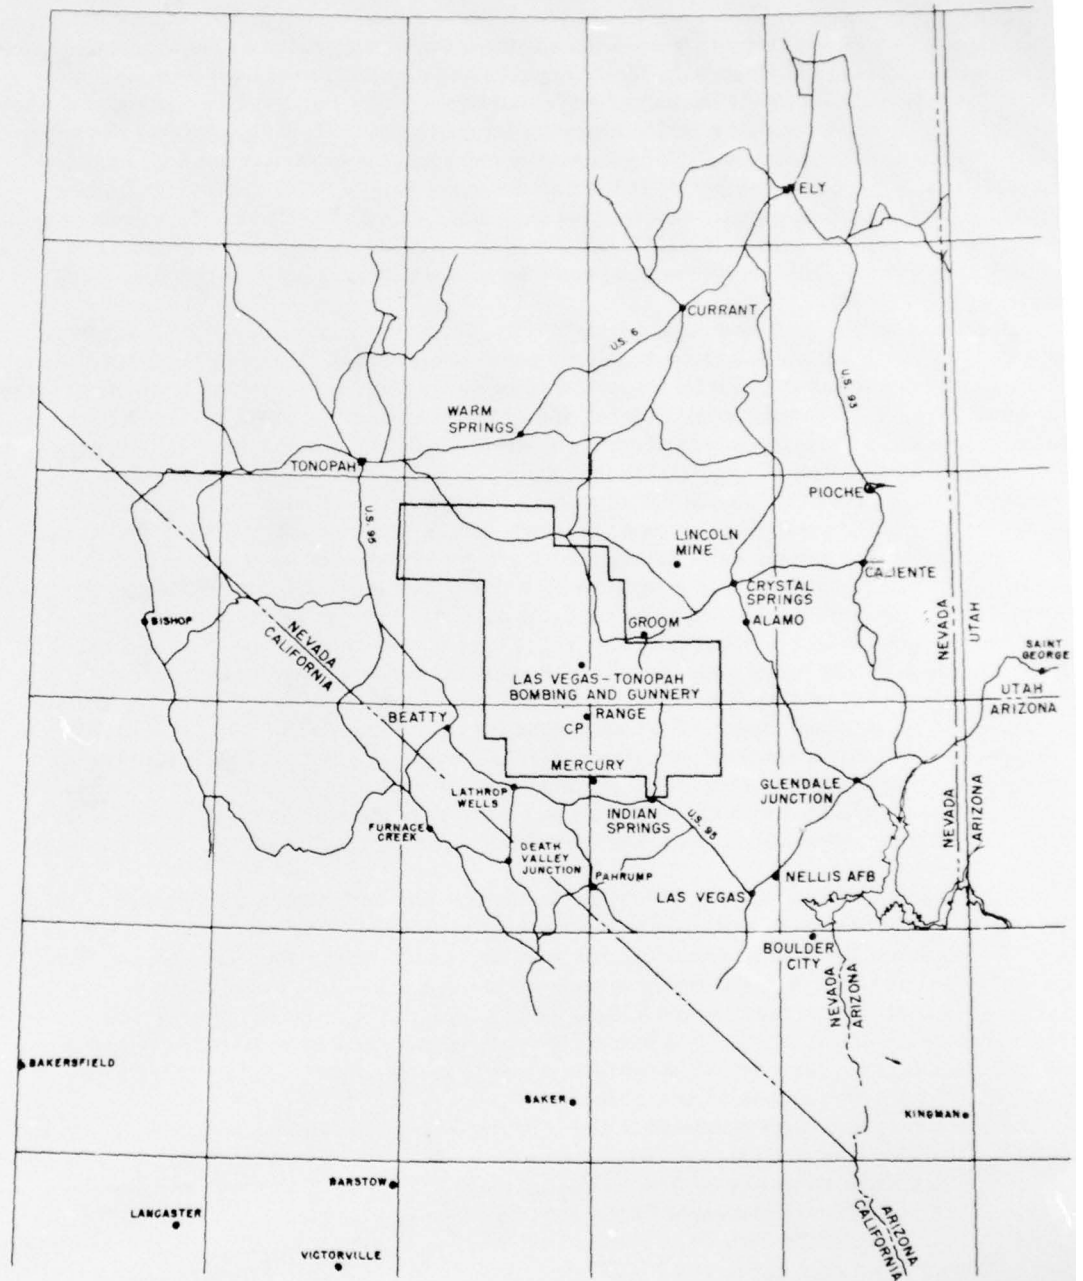 ELY
CURRANT
U.S. 6
U.S. 93
WARM
SPRINGS
TONOPAH
PIOCHE
U.S. 95
LINCOLN
MINE
CALIENTE
CRYSTAL
SPRINGS
BISHOP
GROOM
ALAMO
NEVADA
CALIFORNIA
NEVADA
UTAH
SAINT
GEORGE
LAS VEGAS-TONOPAH
BOMBING AND GUNNERY
RANGE
UTAH
ARIZONA
BEATTY
CP
MERCURY
LATHROP
WELLS
GLENDALE
JUNCTION
NEVADA
ARIZONA
INDIAN
SPRINGS
U.S. 95
FURNACE
CREEK
DEATH
VALLEY
JUNCTION
PAHRUMP
NELLIS AFB
LAS VEGAS
BOULDER
CITY
NEVADA
ARIZONA
BAKERSFIELD
BAKER
KINGMAN
BARSTOW
LANCASTER
ARIZONA
CALIFORNIA
VICTORVILLE